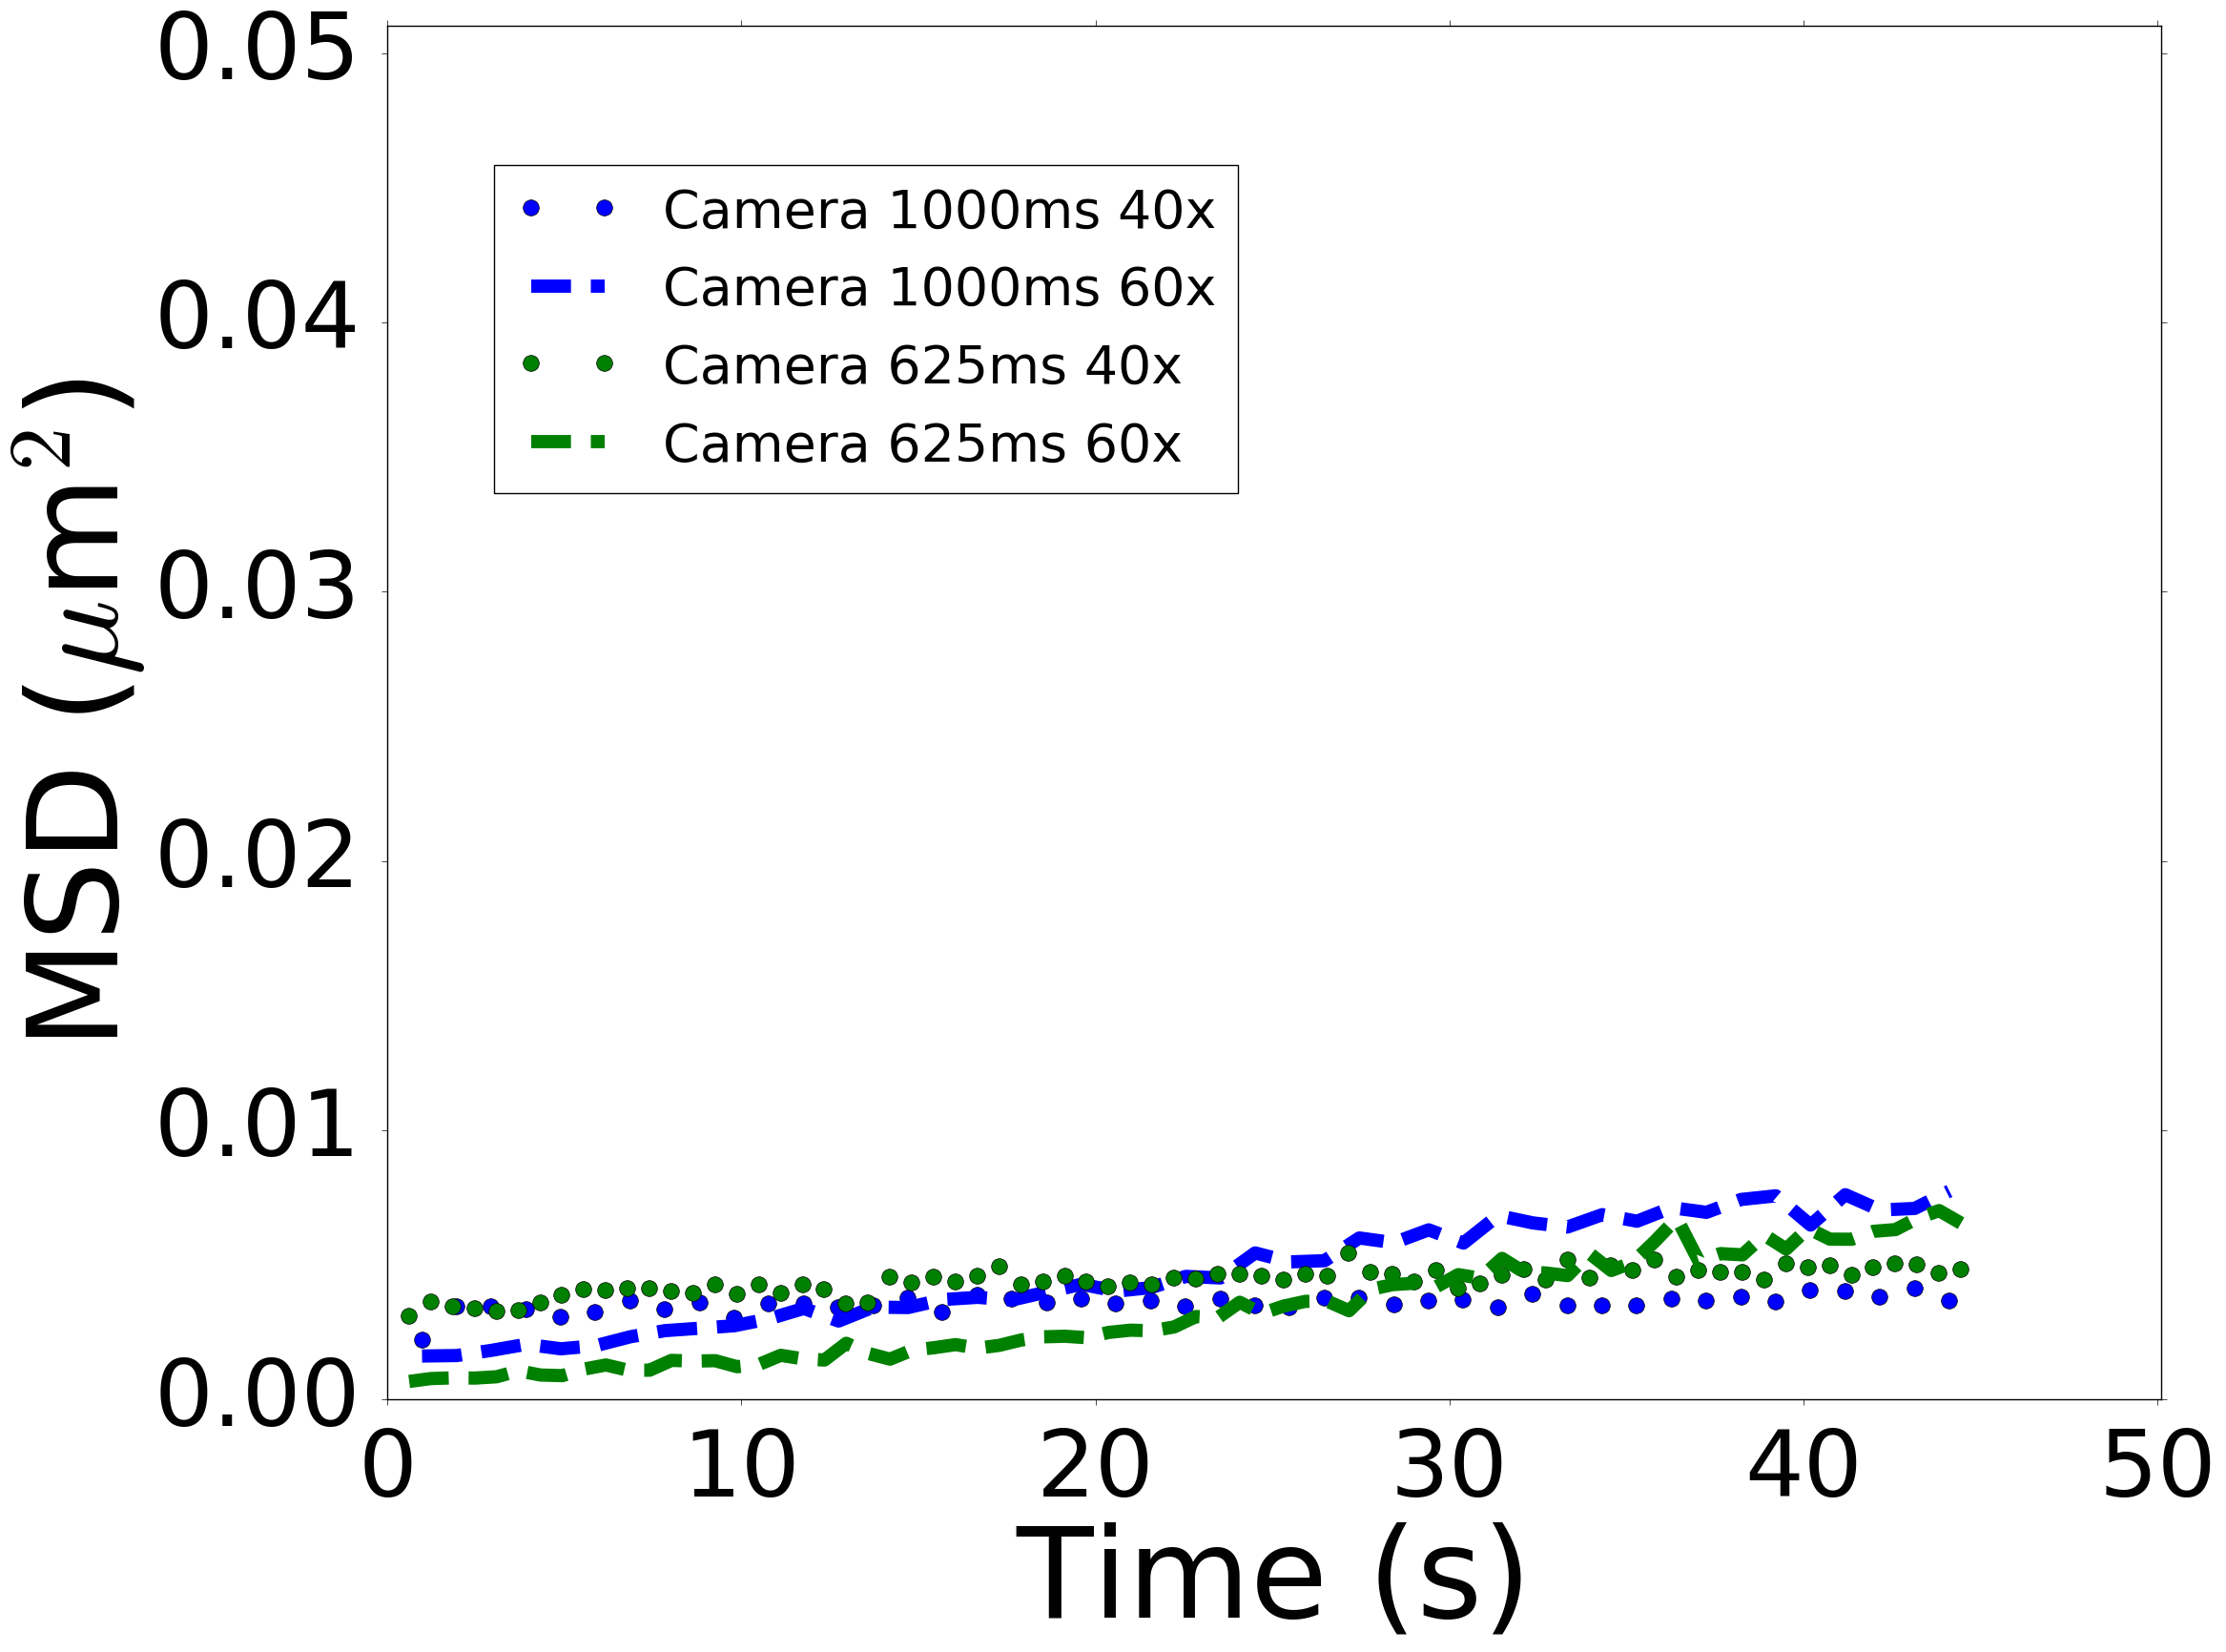 0.05
0.04
0.03
0.02
0.01
0.00
MSD (μm²)
Camera 1000ms 40x
Camera 1000ms 60x
Camera 625ms 40x
Camera 625ms 60x
0 10 20 30 40 50
Time (s)